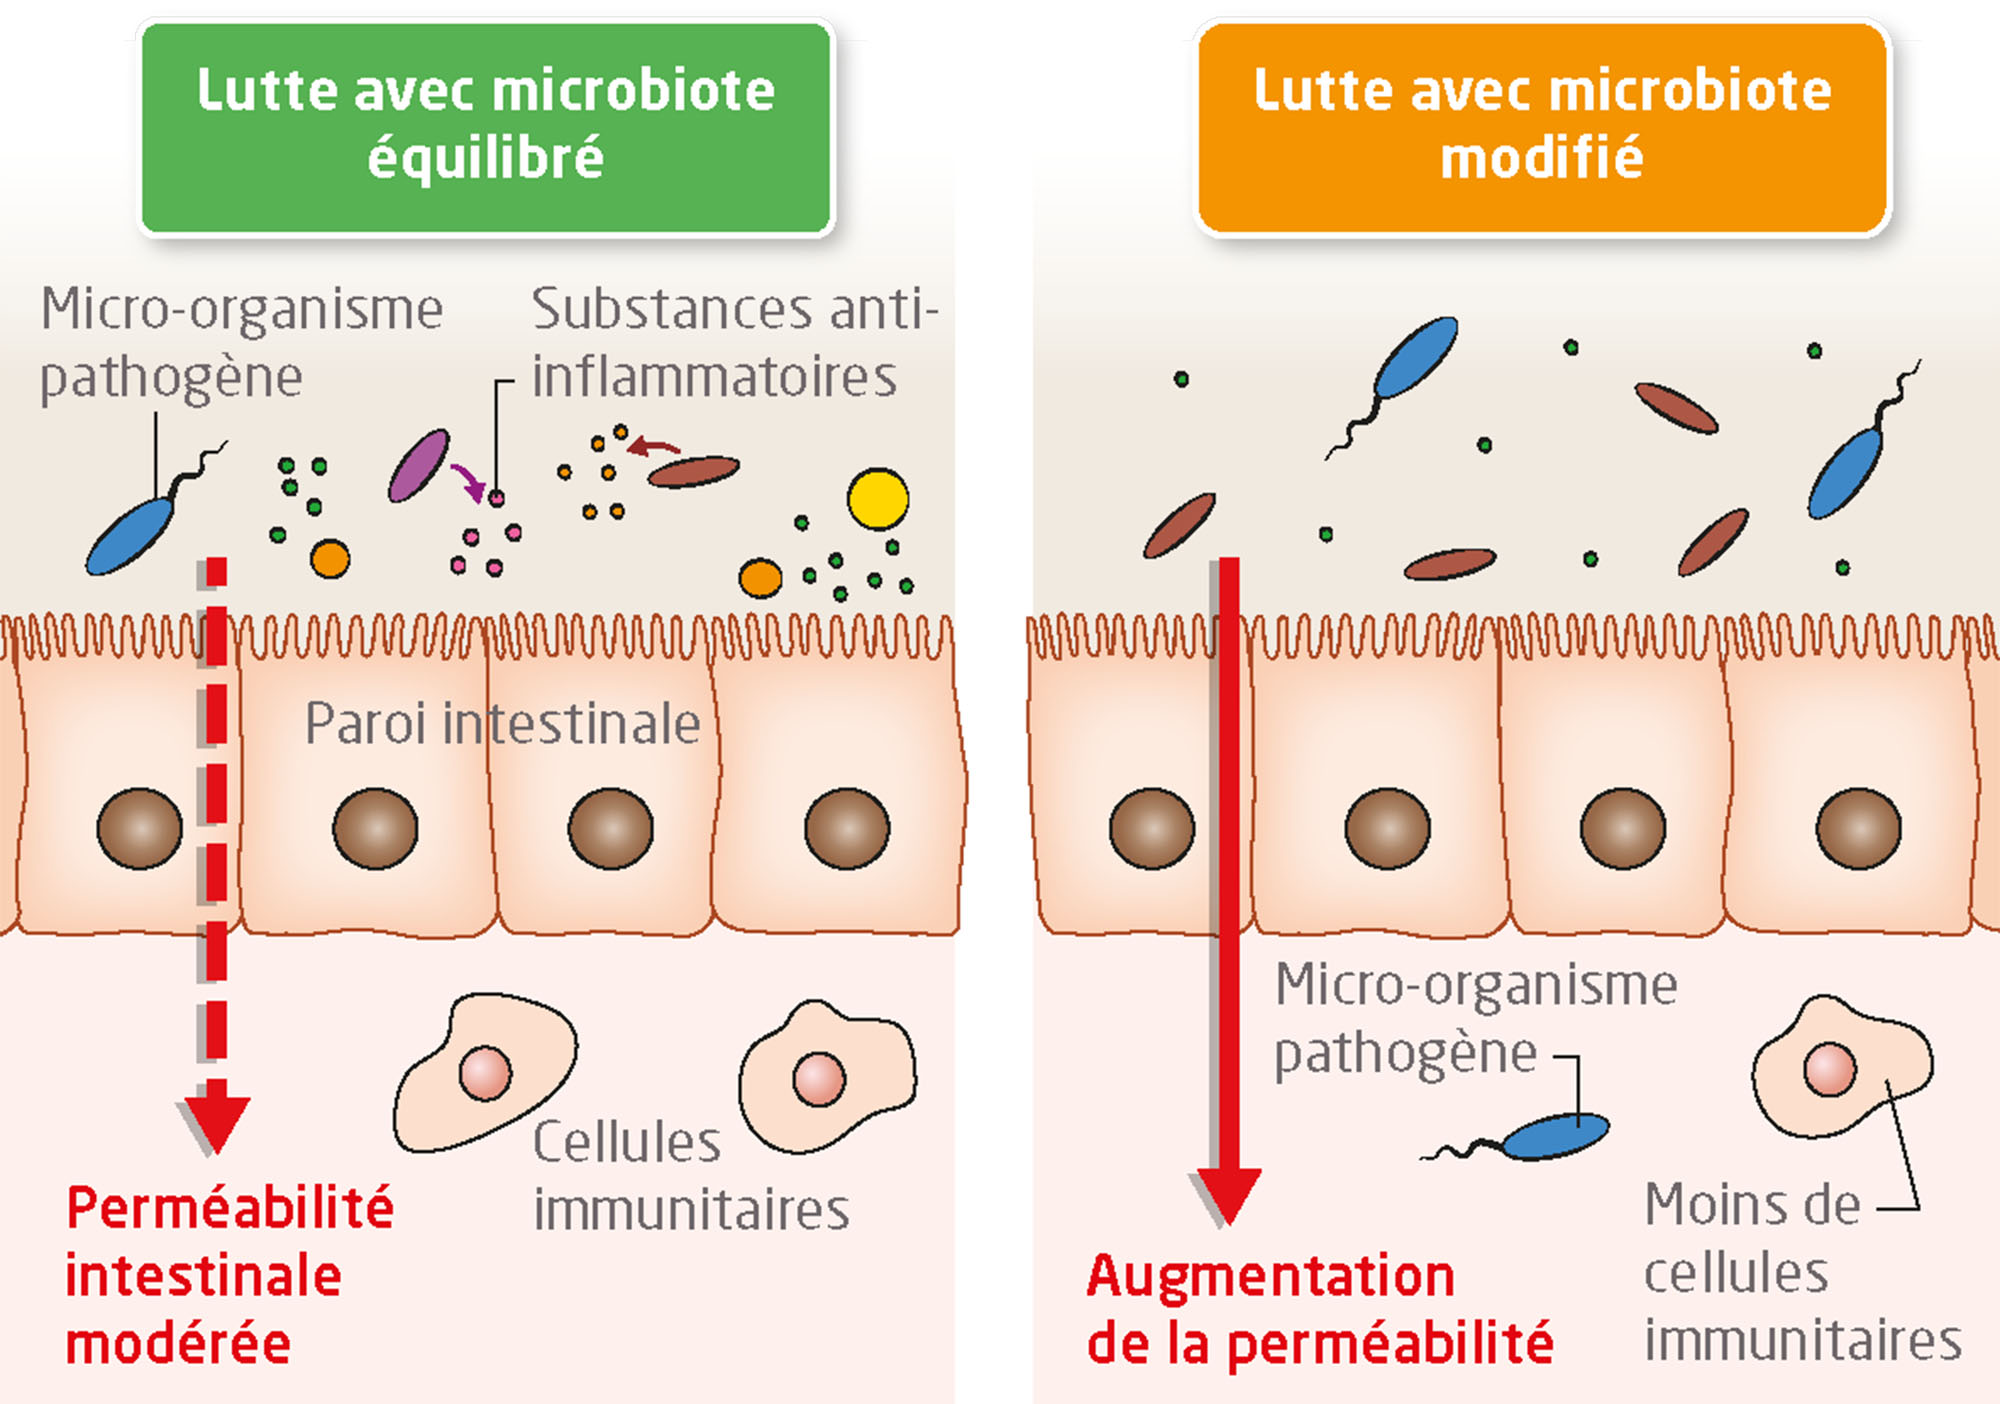 Lutte avec microbiote
équilibré
Micro-organisme
pathogène
Substances anti-
inflammatoires
Paroi intestinale
Cellules
immunitaires
Perméabilité
intestinale
modérée
Lutte avec microbiote
modifié
Micro-organisme
pathogène
Moins de
cellules
immunitaires
Augmentation
de la perméabilité